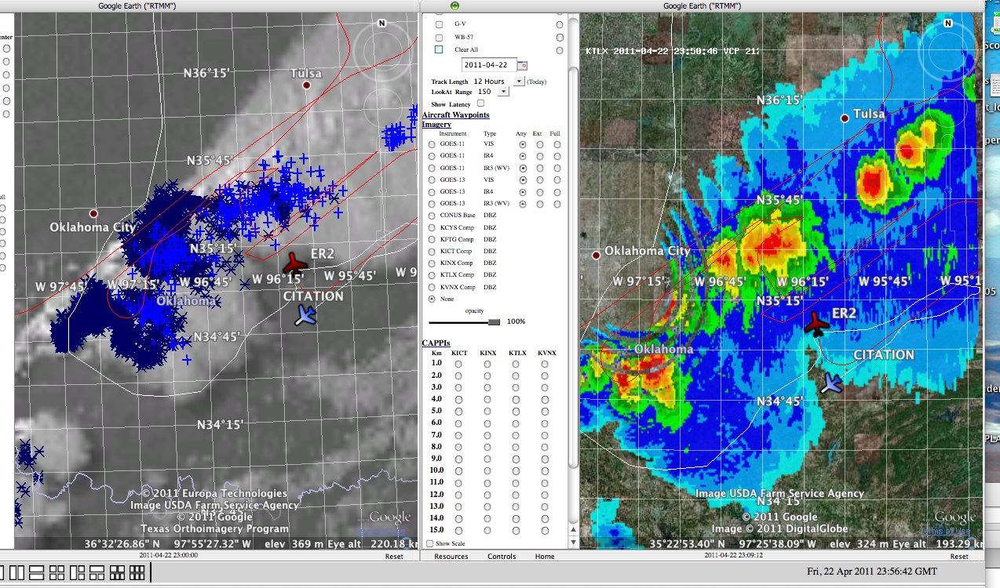 Google Earth ("RTMM")
Google Earth ("RTMM")
enter
N
N36°15'
Tulsa
N35°45'
Oklahoma City
N35°15'
ER2
W 97°45'
W 97°15'
W 96°45'
W 96°15'
W 95°45'
W 9
CITATION
Oklahoma
N34°45'
N34°15'
© 2011 Europa Technologies
Image USDA Farm Service Agency
© 2011 Google
Texas Orthoimagery Program
Google
36°32'26.86" N 97°55'27.32" W elev 369 m Eye alt 220.18 k
2011-04-22 23:00:00
Reset
G-V
WB-57
Clear All
2011-04-22
Track Length 12 Hours (Today)
LookAt Range 150
Show Latency
Aircraft Waypoints
Imagery
Instrument Type Any Ext Full
GOES-11 VIS
GOES-11 IR4
GOES-11 IR3 (WV)
GOES-13 VIS
GOES-13 IR4
GOES-13 IR3 (WV)
CONUS Base DBZ
KCYS Comp DBZ
KFTG Comp DBZ
KICT Comp DBZ
KINX Comp DBZ
KTLX Comp DBZ
KVNX Comp DBZ
None
opacity
100%
CAPPIs
Km KICT KINX KTLX KVNX
1.0
2.0
3.0
4.0
5.0
6.0
7.0
8.0
9.0
10.0
11.0
12.0
13.0
14.0
15.0
Show Scale
Resources Controls Home
KTLX 2011-04-22 23:50:46 VCP 212
N
N36°15'
Tulsa
N35°45'
Oklahoma City
W 97°15'
W 96°45'
W 96°15'
W 95°45'
W 95°1
N35°15'
ER2
Oklahoma
CITATION
N34°45'
Image USDA Farm Service Agency
N34°15'
© 2011 Google
Image © 2011 DigitalGlobe
Google
Terms of Use
35°22'53.40" N 97°25'38.09" W elev 324 m Eye alt 193.29 k
2011-04-22 23:09:12
Reset
Fri, 22 Apr 2011 23:56:42 GMT